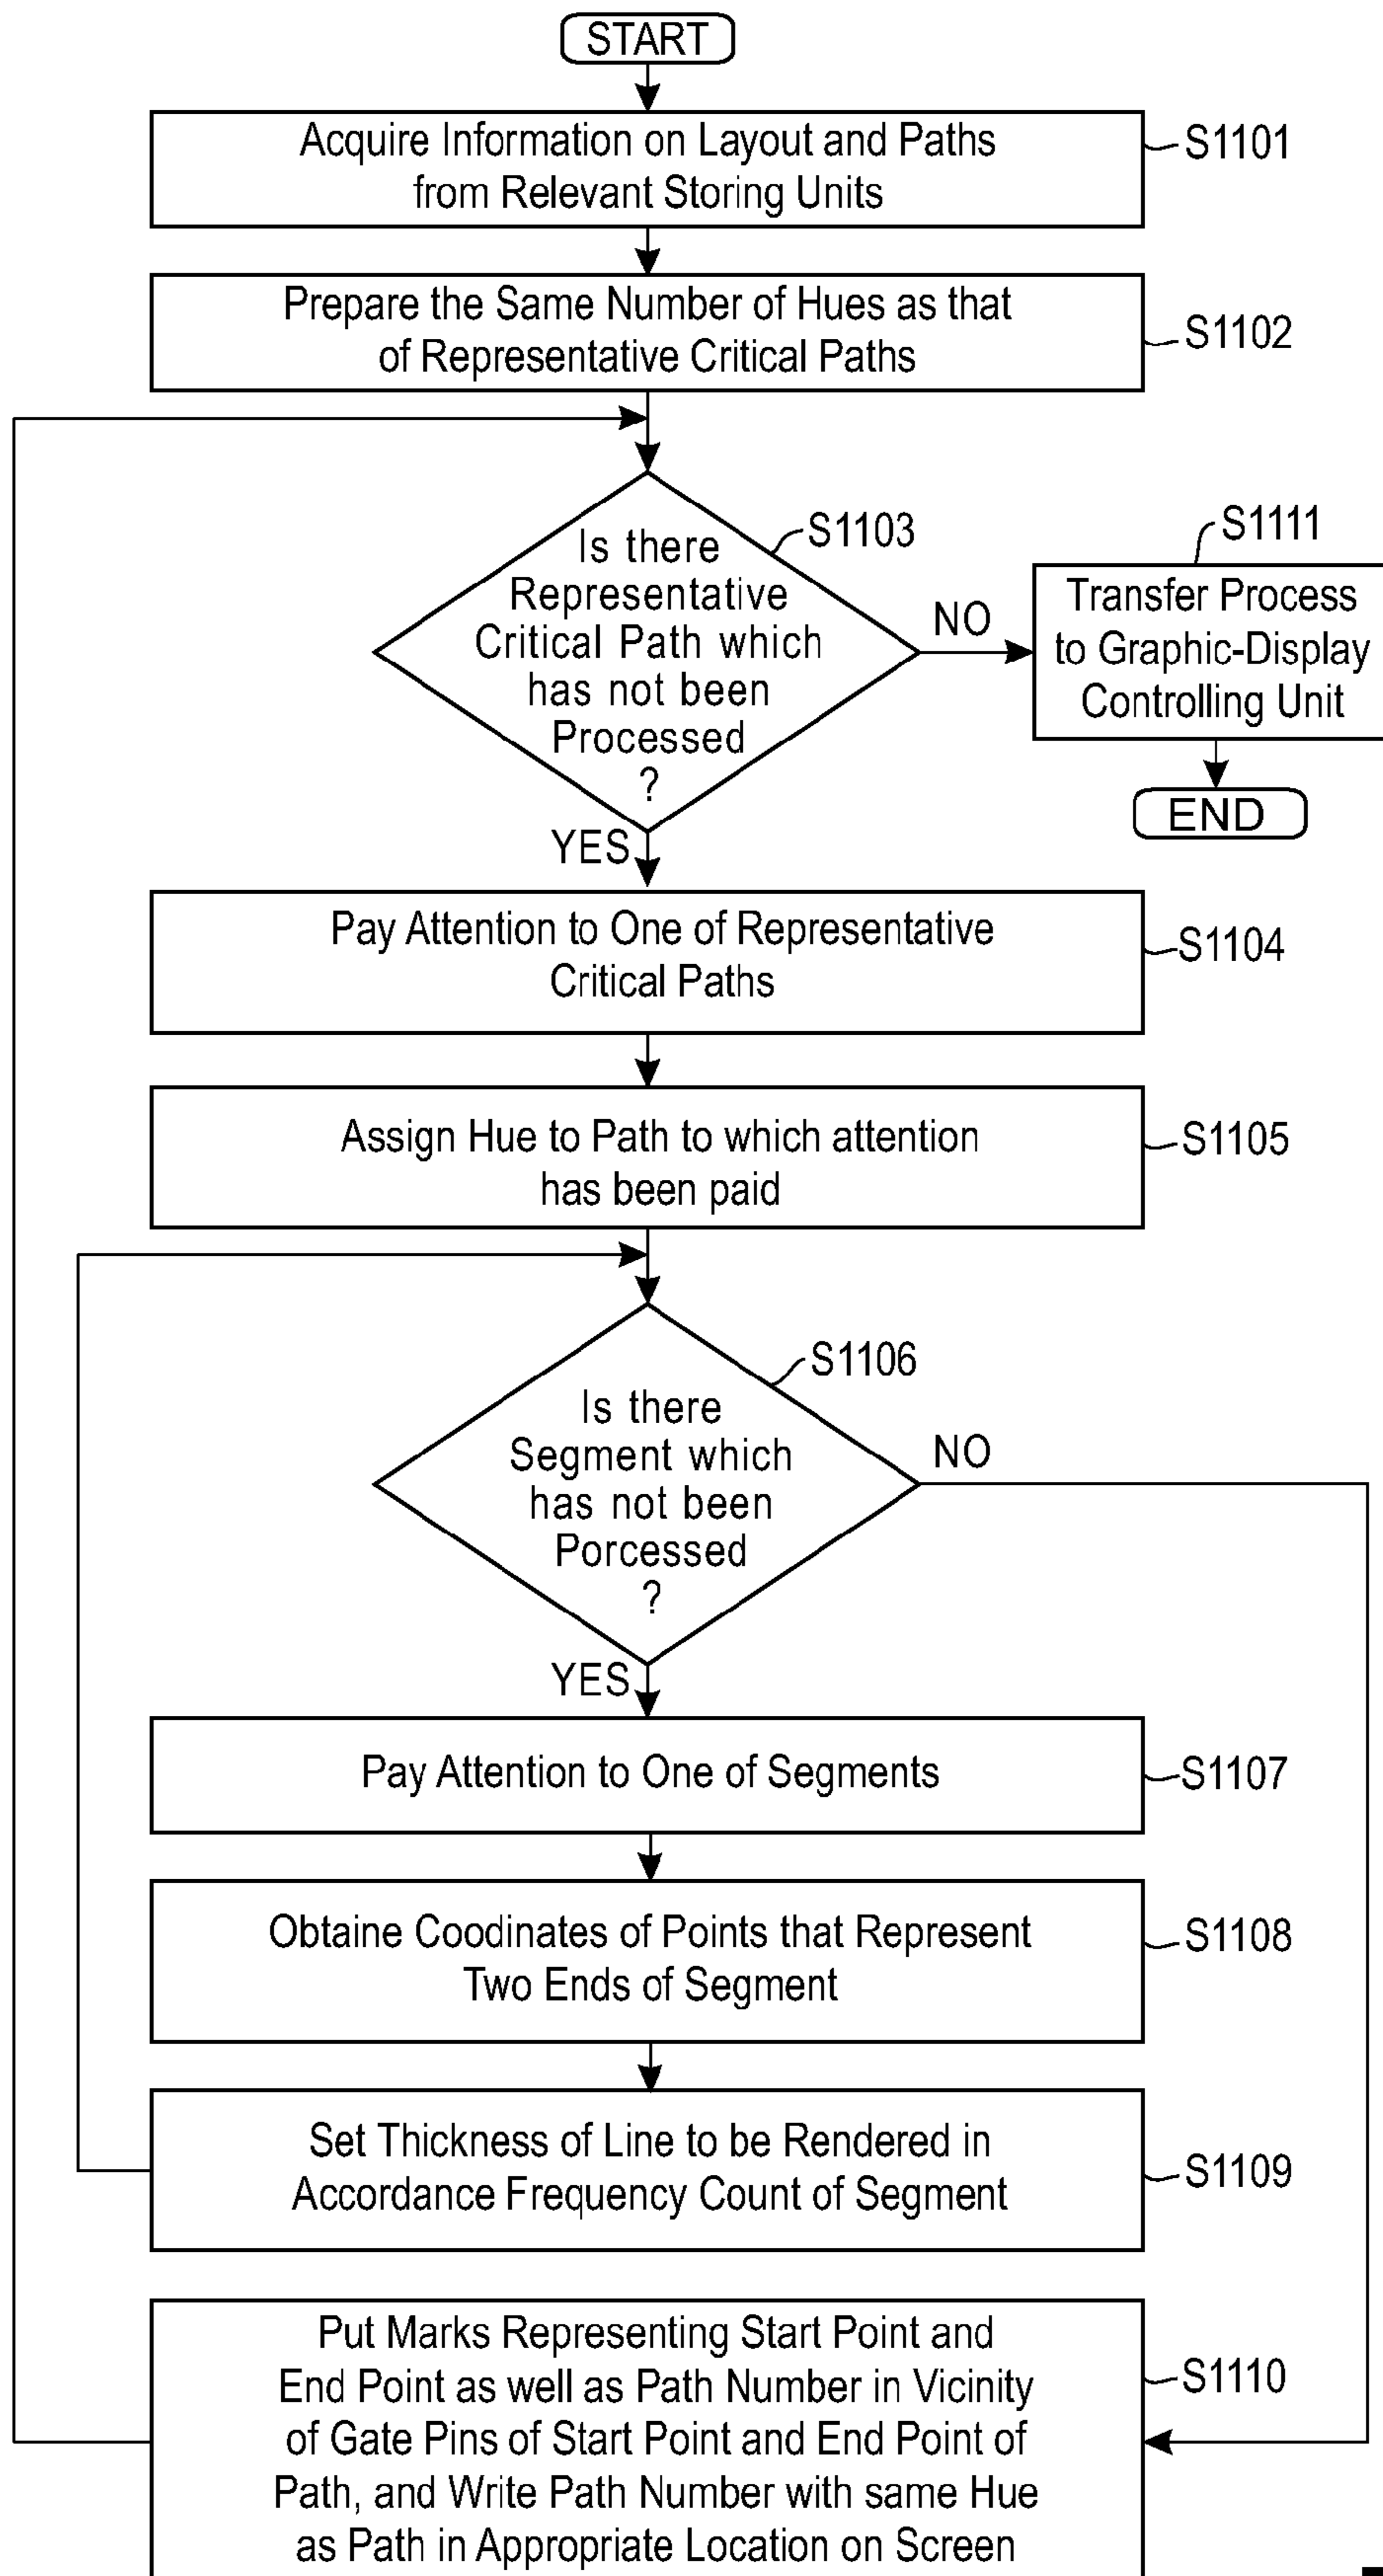 START
Acquire Information on Layout and Paths
from Relevant Storing Units
S1101
Prepare the Same Number of Hues as that
of Representative Critical Paths
S1102
Is there
Representative
Critical Path which
has not been
Processed
?
S1103
NO
S1111
Transfer Process
to Graphic-Display
Controlling Unit
END
YES
Pay Attention to One of Representative
Critical Paths
S1104
Assign Hue to Path to which attention
has been paid
S1105
Is there
Segment which
has not been
Porcessed
?
S1106
NO
YES
Pay Attention to One of Segments
S1107
Obtaine Coodinates of Points that Represent
Two Ends of Segment
S1108
Set Thickness of Line to be Rendered in
Accordance Frequency Count of Segment
S1109
Put Marks Representing Start Point and
End Point as well as Path Number in Vicinity
of Gate Pins of Start Point and End Point of
Path, and Write Path Number with same Hue
as Path in Appropriate Location on Screen
S1110